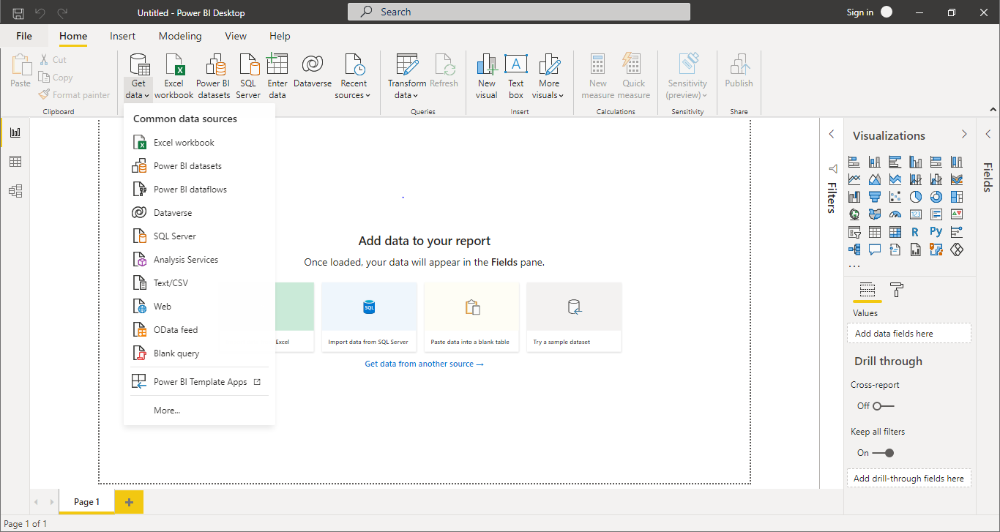 Untitled - Power BI Desktop
Search
Sign in
File
Home
Insert
Modeling
View
Help
Paste
Cut
Copy
Format painter
Clipboard
Get data
Excel workbook
Power BI datasets
SQL Server
Enter data
Dataverse
Recent sources
Transform data
Refresh
Queries
New visual
Text box
More visuals
Insert
New measure
Quick measure
Calculations
Sensitivity (preview)
Sensitivity
Publish
Share
Common data sources
Excel workbook
Power BI datasets
Power BI dataflows
Dataverse
SQL Server
Analysis Services
Text/CSV
Web
OData feed
Blank query
Power BI Template Apps
More...
Add data to your report
Once loaded, your data will appear in the Fields pane.
Excel
SQL
Import data from SQL Server
Paste data into a blank table
Try a sample dataset
Get data from another source →
Filters
Visualizations
123
R
Py
...
Values
Add data fields here
Drill through
Cross-report
Off
Keep all filters
On
Add drill-through fields here
Fields
Page 1
Page 1 of 1